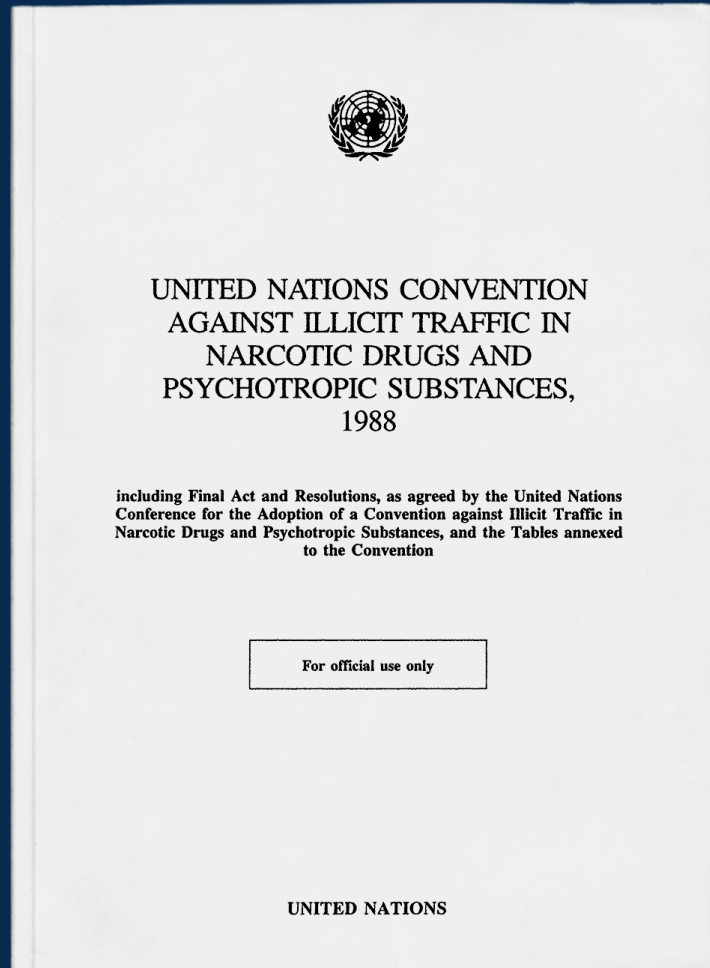 UNITED NATIONS CONVENTION
AGAINST ILLICIT TRAFFIC IN
NARCOTIC DRUGS AND
PSYCHOTROPIC SUBSTANCES,
1988
including Final Act and Resolutions, as agreed by the United Nations
Conference for the Adoption of a Convention against Illicit Traffic in
Narcotic Drugs and Psychotropic Substances, and the Tables annexed
to the Convention
For official use only
UNITED NATIONS